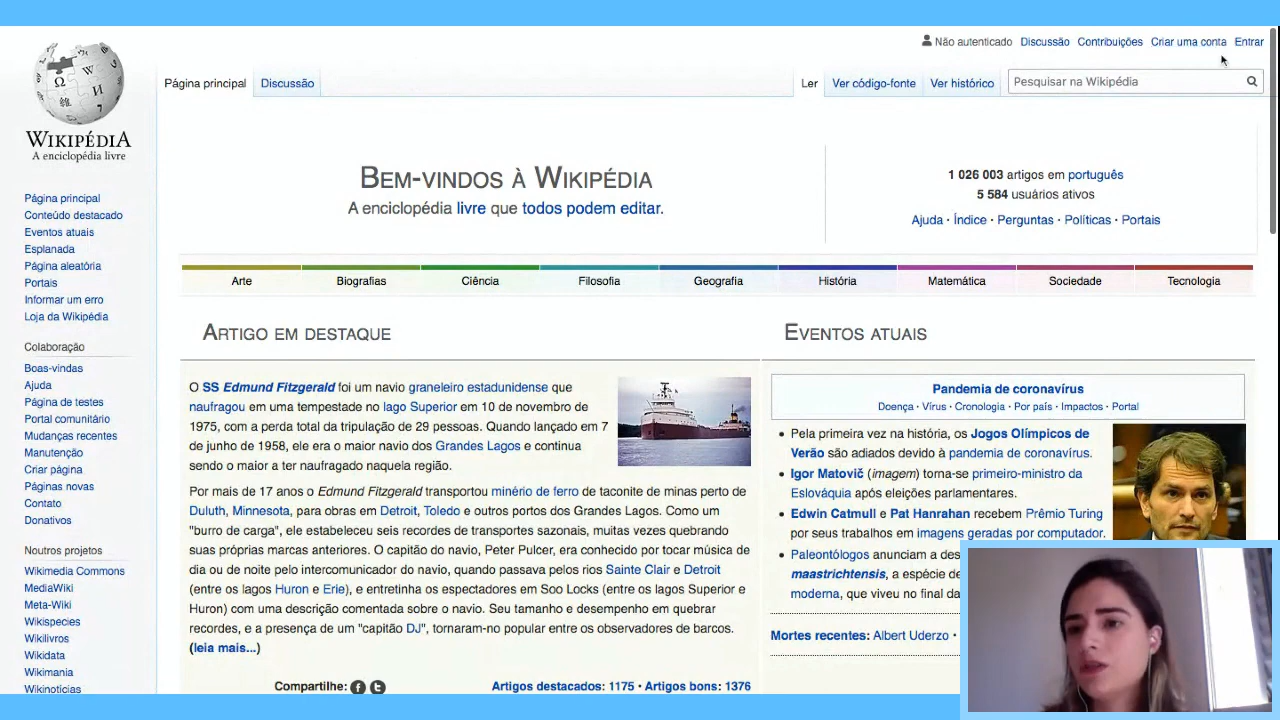 Não autenticado Discussão Contribuições Criar uma conta Entrar
Página principal Discussão Ler Ver código-fonte Ver histórico Pesquisar na Wikipédia
WIKIPÉDIA
A enciclopédia livre
Página principal
Conteúdo destacado
Eventos atuais
Esplanada
Página aleatória
Portais
Informar um erro
Loja da Wikipédia
Colaboração
Boas-vindas
Ajuda
Página de testes
Portal comunitário
Mudanças recentes
Manutenção
Criar página
Páginas novas
Contato
Donativos
Noutros projetos
Wikimedia Commons
MediaWiki
Meta-Wiki
Wikispecies
Wikilivros
Wikidata
Wikimania
Wikinotícias
BEM-VINDOS À WIKIPÉDIA
A enciclopédia livre que todos podem editar.
1 026 003 artigos em português
5 584 usuários ativos
Ajuda · Índice · Perguntas · Políticas · Portais
Arte Biografias Ciência Filosofia Geografia História Matemática Sociedade Tecnologia
ARTIGO EM DESTAQUE
O SS Edmund Fitzgerald foi um navio graneleiro estadunidense que
naufragou em uma tempestade no lago Superior em 10 de novembro de
1975, com a perda total da tripulação de 29 pessoas. Quando lançado em 7
de junho de 1958, ele era o maior navio dos Grandes Lagos e continua
sendo o maior a ter naufragado naquela região.
Por mais de 17 anos o Edmund Fitzgerald transportou minério de ferro de taconite de minas perto de
Duluth, Minnesota, para obras em Detroit, Toledo e outros portos dos Grandes Lagos. Como um
"burro de carga", ele estabeleceu seis recordes de transportes sazonais, muitas vezes quebrando
suas próprias marcas anteriores. O capitão do navio, Peter Pulcer, era conhecido por tocar música de
dia ou de noite pelo intercomunicador do navio, quando passava pelos rios Sainte Clair e Detroit
(entre os lagos Huron e Erie), e entretinha os espectadores em Soo Locks (entre os lagos Superior e
Huron) com uma descrição comentada sobre o navio. Seu tamanho e desempenho em quebrar
recordes, e a presença de um "capitão DJ", tornaram-no popular entre os observadores de barcos.
(leia mais...)
Compartilhe: Artigos destacados: 1175 • Artigos bons: 1376
EVENTOS ATUAIS
Pandemia de coronavírus
Doença · Vírus · Cronologia · Por país · Impactos · Portal
• Pela primeira vez na história, os Jogos Olímpicos de
Verão são adiados devido à pandemia de coronavírus.
• Igor Matovič (imagem) torna-se primeiro-ministro da
Eslováquia após eleições parlamentares.
• Edwin Catmull e Pat Hanrahan recebem Prêmio Turing
por seus trabalhos em imagens geradas por computador.
• Paleontólogos anunciam a des
maastrichtensis, a espécie de
moderna, que viveu no final da
Mortes recentes: Albert Uderzo •